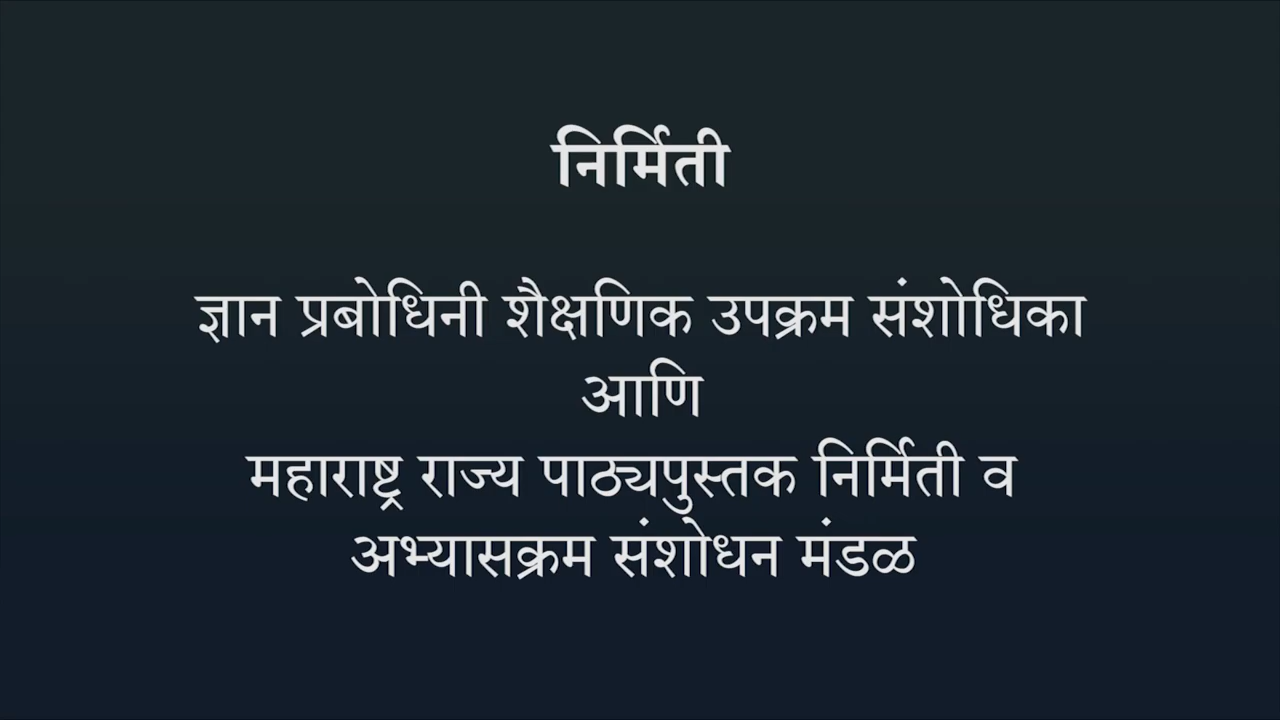 निर्मिती
ज्ञान प्रबोधिनी शैक्षणिक उपक्रम संशोधिका
आणि
महाराष्ट्र राज्य पाठ्यपुस्तक निर्मिती व
अभ्यासक्रम संशोधन मंडळ